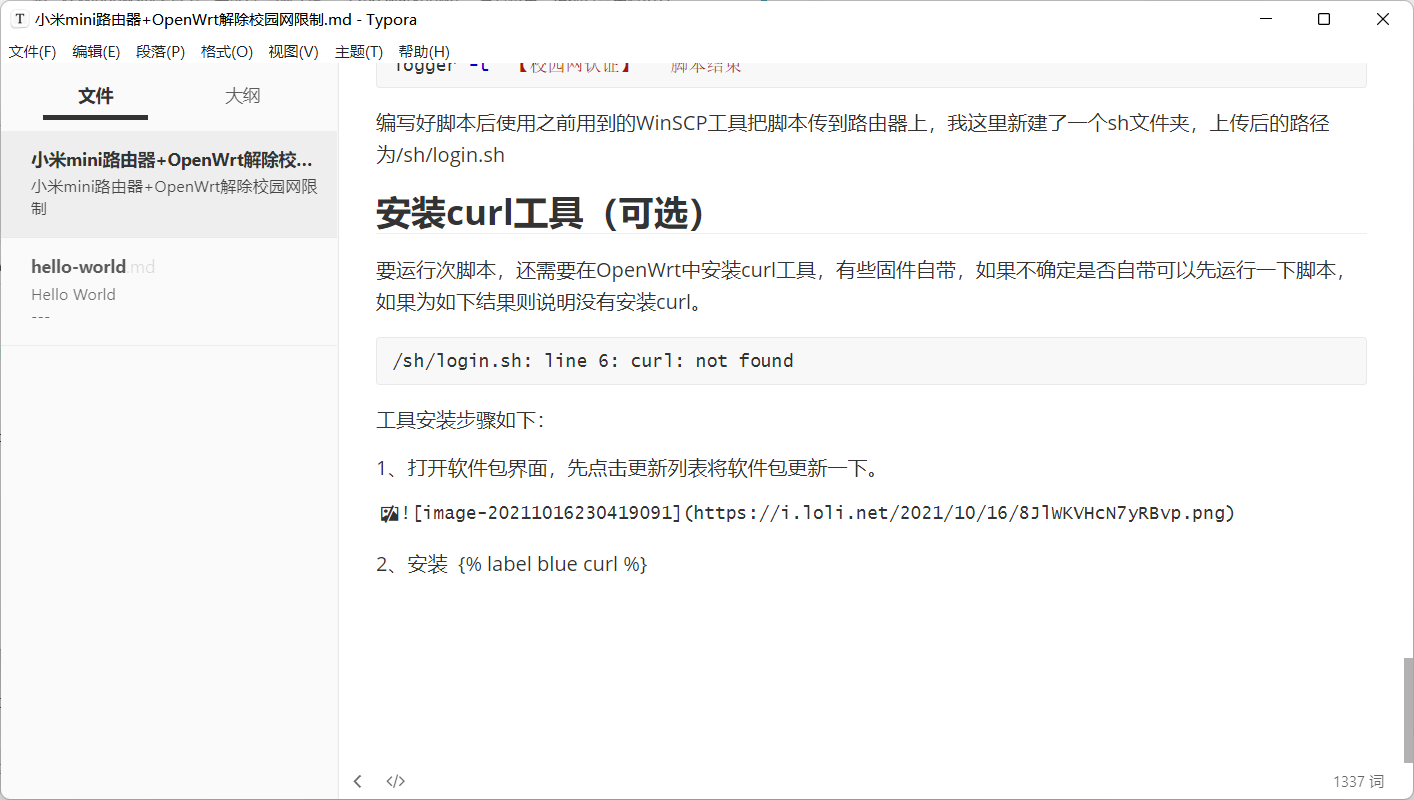 小米mini路由器+OpenWrt解除校园网限制.md - Typora
文件(F) 编辑(E) 段落(P) 格式(O) 视图(V) 主题(T) 帮助(H)
文件 大纲
小米mini路由器+OpenWrt解除校...
小米mini路由器+OpenWrt解除校园网限
制
hello-world.md
Hello World
---
logger -t 【校园网认证】 脚本结束
编写好脚本后使用之前用到的WinSCP工具把脚本传到路由器上，我这里新建了一个sh文件夹，上传后的路径
为/sh/login.sh
安装curl工具（可选）
要运行次脚本，还需要在OpenWrt中安装curl工具，有些固件自带，如果不确定是否自带可以先运行一下脚本，
如果为如下结果则说明没有安装curl。
/sh/login.sh: line 6: curl: not found
工具安装步骤如下：
1、打开软件包界面，先点击更新列表将软件包更新一下。
![image-20211016230419091](https://i.loli.net/2021/10/16/8JlWKVHcN7yRBvp.png)
2、安装 {% label blue curl %}
</> 1337 词